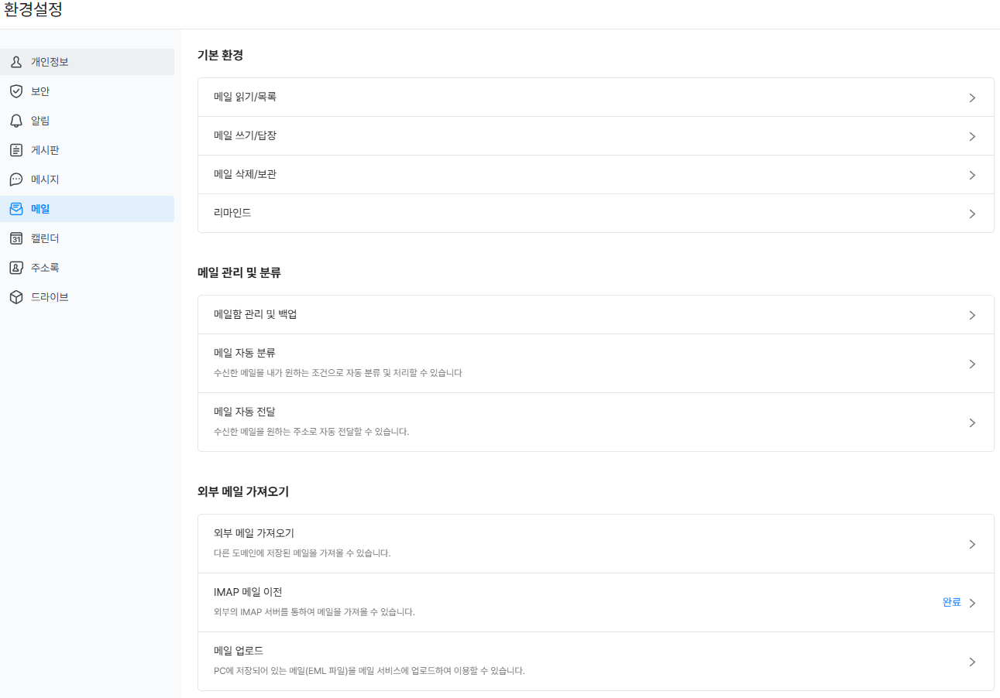 환경설정
개인정보
보안
알림
게시판
메시지
메일
31
캘린더
주소록
드라이브
기본 환경
메일 읽기/목록
메일 쓰기/답장
메일 삭제/보관
리마인드
메일 관리 및 분류
메일함 관리 및 백업
메일 자동 분류
수신한 메일을 내가 원하는 조건으로 자동 분류 및 처리할 수 있습니다
메일 자동 전달
수신한 메일을 원하는 주소로 자동 전달할 수 있습니다.
외부 메일 가져오기
외부 메일 가져오기
다른 도메인에 저장된 메일을 가져올 수 있습니다.
IMAP 메일 이전
외부의 IMAP 서버를 통하여 메일을 가져올 수 있습니다.
완료
메일 업로드
PC에 저장되어 있는 메일(EML 파일)을 메일 서비스에 업로드하여 이용할 수 있습니다.